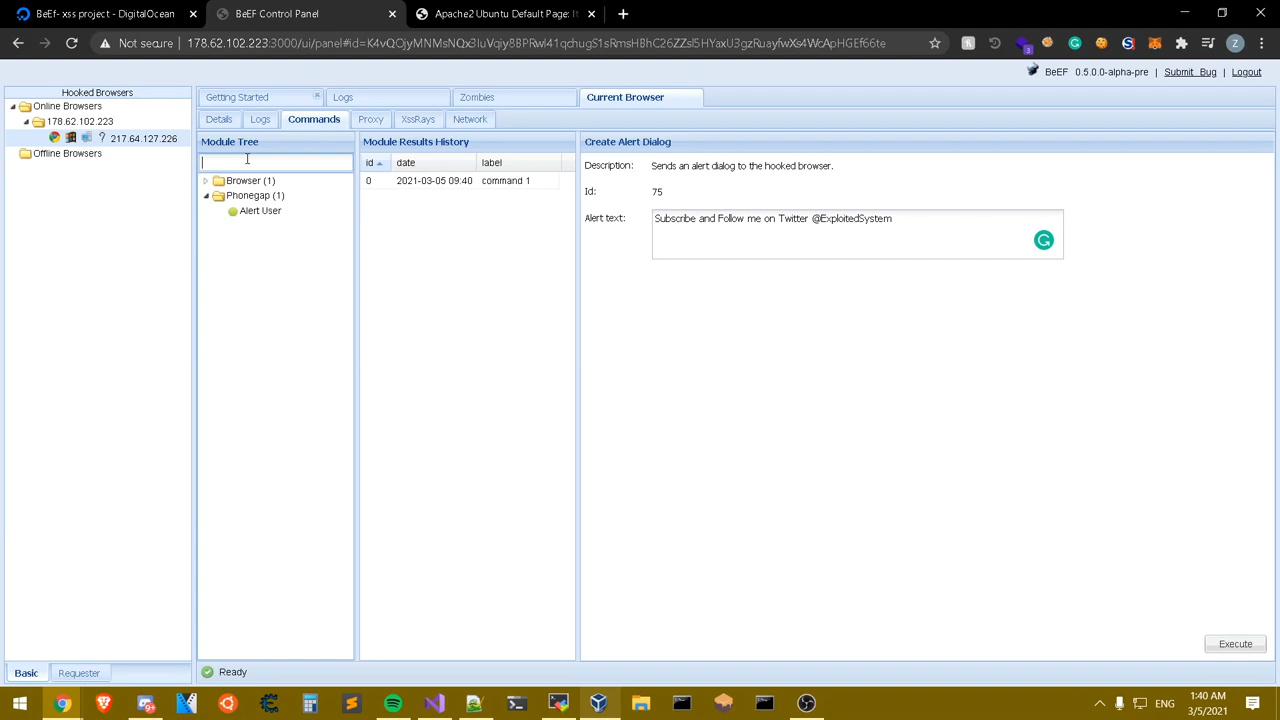 BeEf- xss project - DigitalOcean
BeEF Control Panel
Apache2 Ubuntu Default Page: It
Not secure
178.62.102.223:3000/ui/panel#id=
BeEF 0.5.0.0-alpha-pre | Submit Bug | Logout
Hooked Browsers
Online Browsers
178.62.102.223
217.64.127.226
Offline Browsers
Getting Started
Logs
Zombies
Current Browser
Details
Logs
Commands
Proxy
XssRays
Network
Module Tree
Browser (1)
Phonegap (1)
Alert User
Module Results History
id
date
label
0
2021-03-05 09:40
command 1
Create Alert Dialog
Description:
Sends an alert dialog to the hooked browser.
Id:
75
Alert text:
Subscribe and Follow me on Twitter @ExploitedSystem
Execute
Basic
Requester
Ready
ENG
1:40 AM
3/5/2021